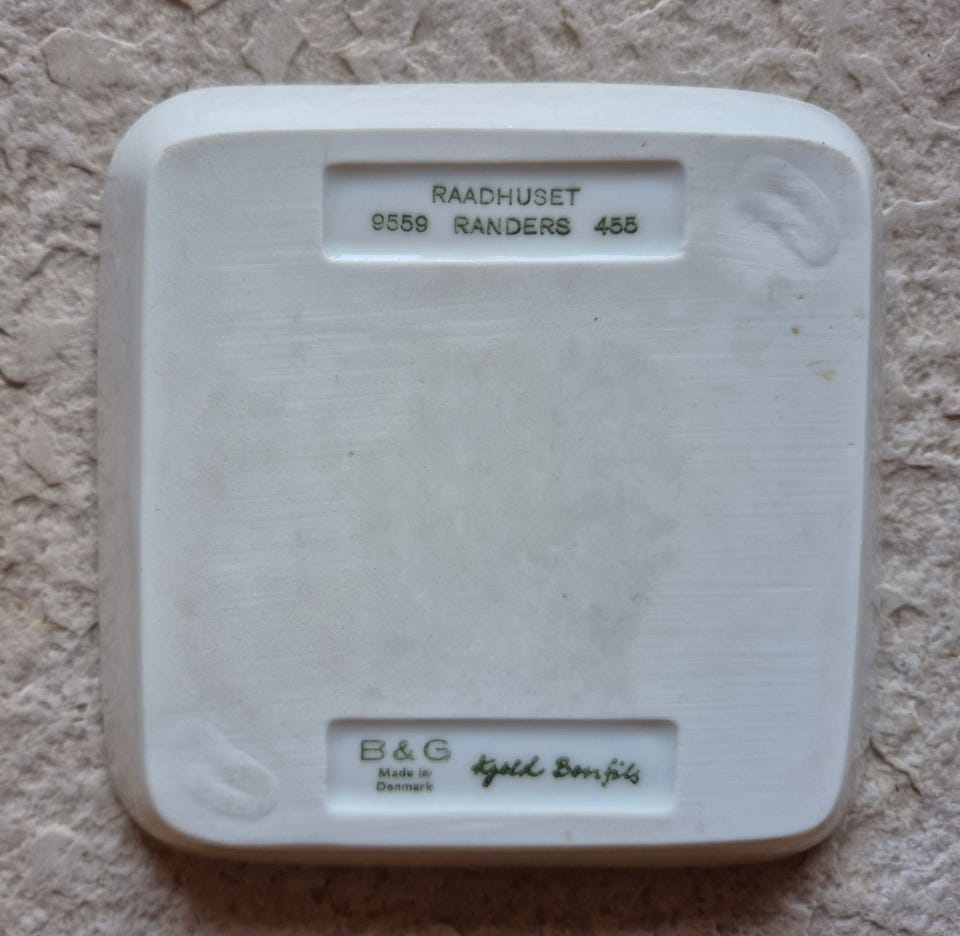 RAADHUSET
9559 RANDERS 455
B & G
Made in
Denmark
Kjeld Bonfils